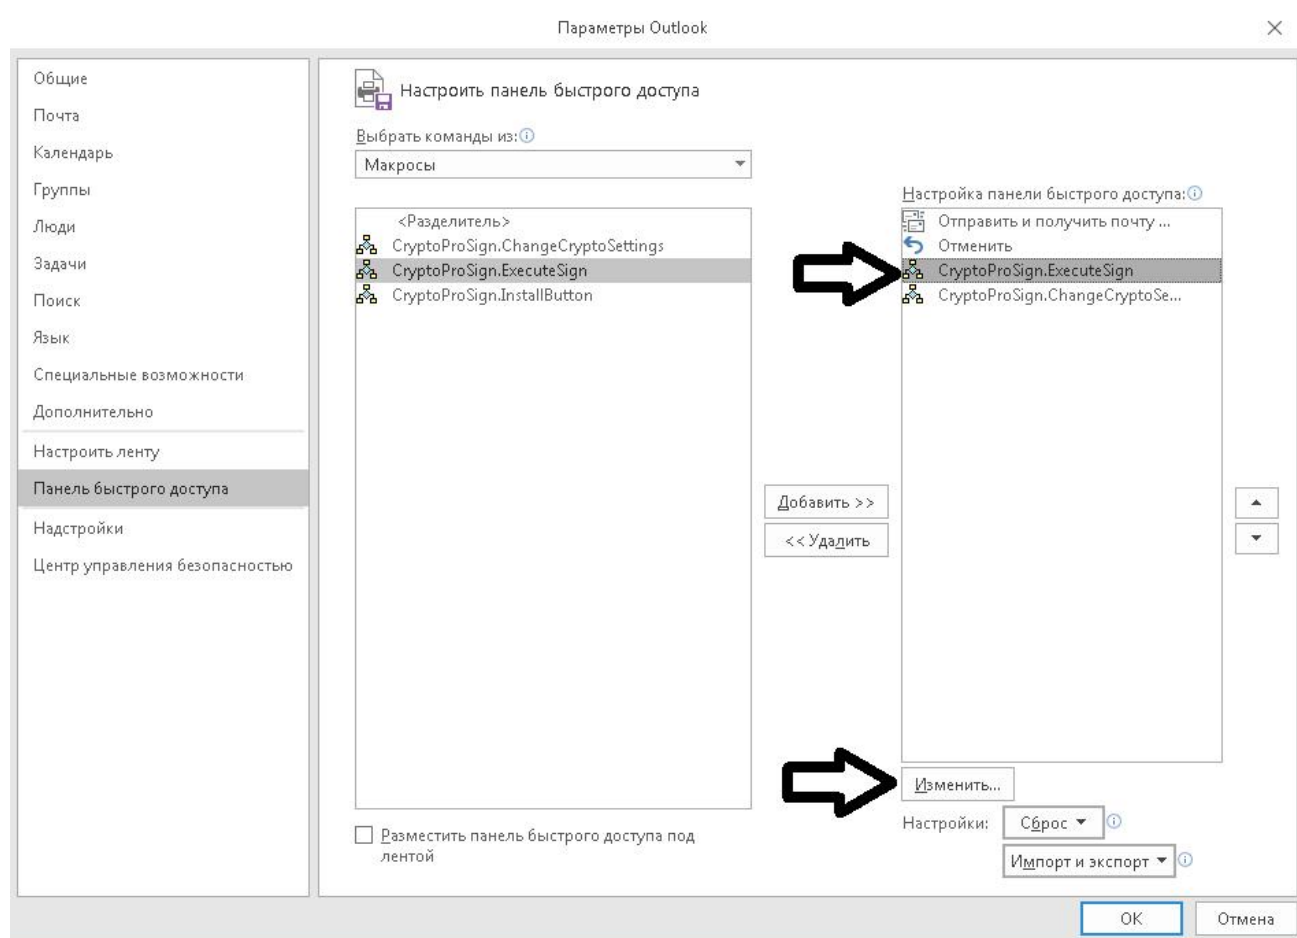 Параметры Outlook
Общие
Почта
Календарь
Группы
Люди
Задачи
Поиск
Язык
Специальные возможности
Дополнительно
Настроить ленту
Панель быстрого доступа
Надстройки
Центр управления безопасностью
Настроить панель быстрого доступа
Выбрать команды из:
Макросы
<Разделитель>
CryptoProSign.ChangeCryptoSettings
CryptoProSign.ExecuteSign
CryptoProSign.InstallButton
Разместить панель быстрого доступа под
лентой
Добавить >>
<< Удалить
Настройка панели быстрого доступа:
Отправить и получить почту ...
Отменить
CryptoProSign.ExecuteSign
CryptoProSign.ChangeCryptoSe...
Изменить...
Настройки:
Сброс
Импорт и экспорт
OK
Отмена